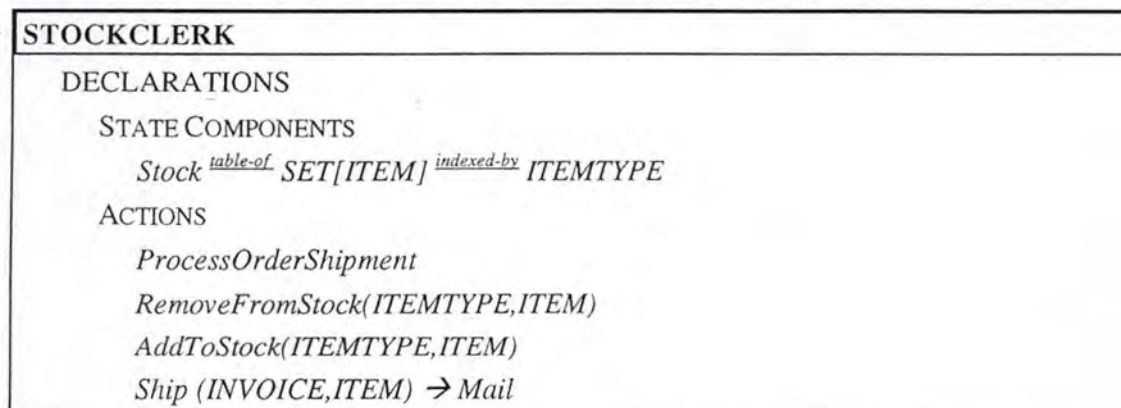 STOCKCLERK
DECLARATIONS
STATE COMPONENTS
Stock table-of SET[ITEM] indexed-by ITEMTYPE
ACTIONS
ProcessOrderShipment
RemoveFromStock(ITEMTYPE,ITEM)
AddToStock(ITEMTYPE,ITEM)
Ship (INVOICE,ITEM) → Mail